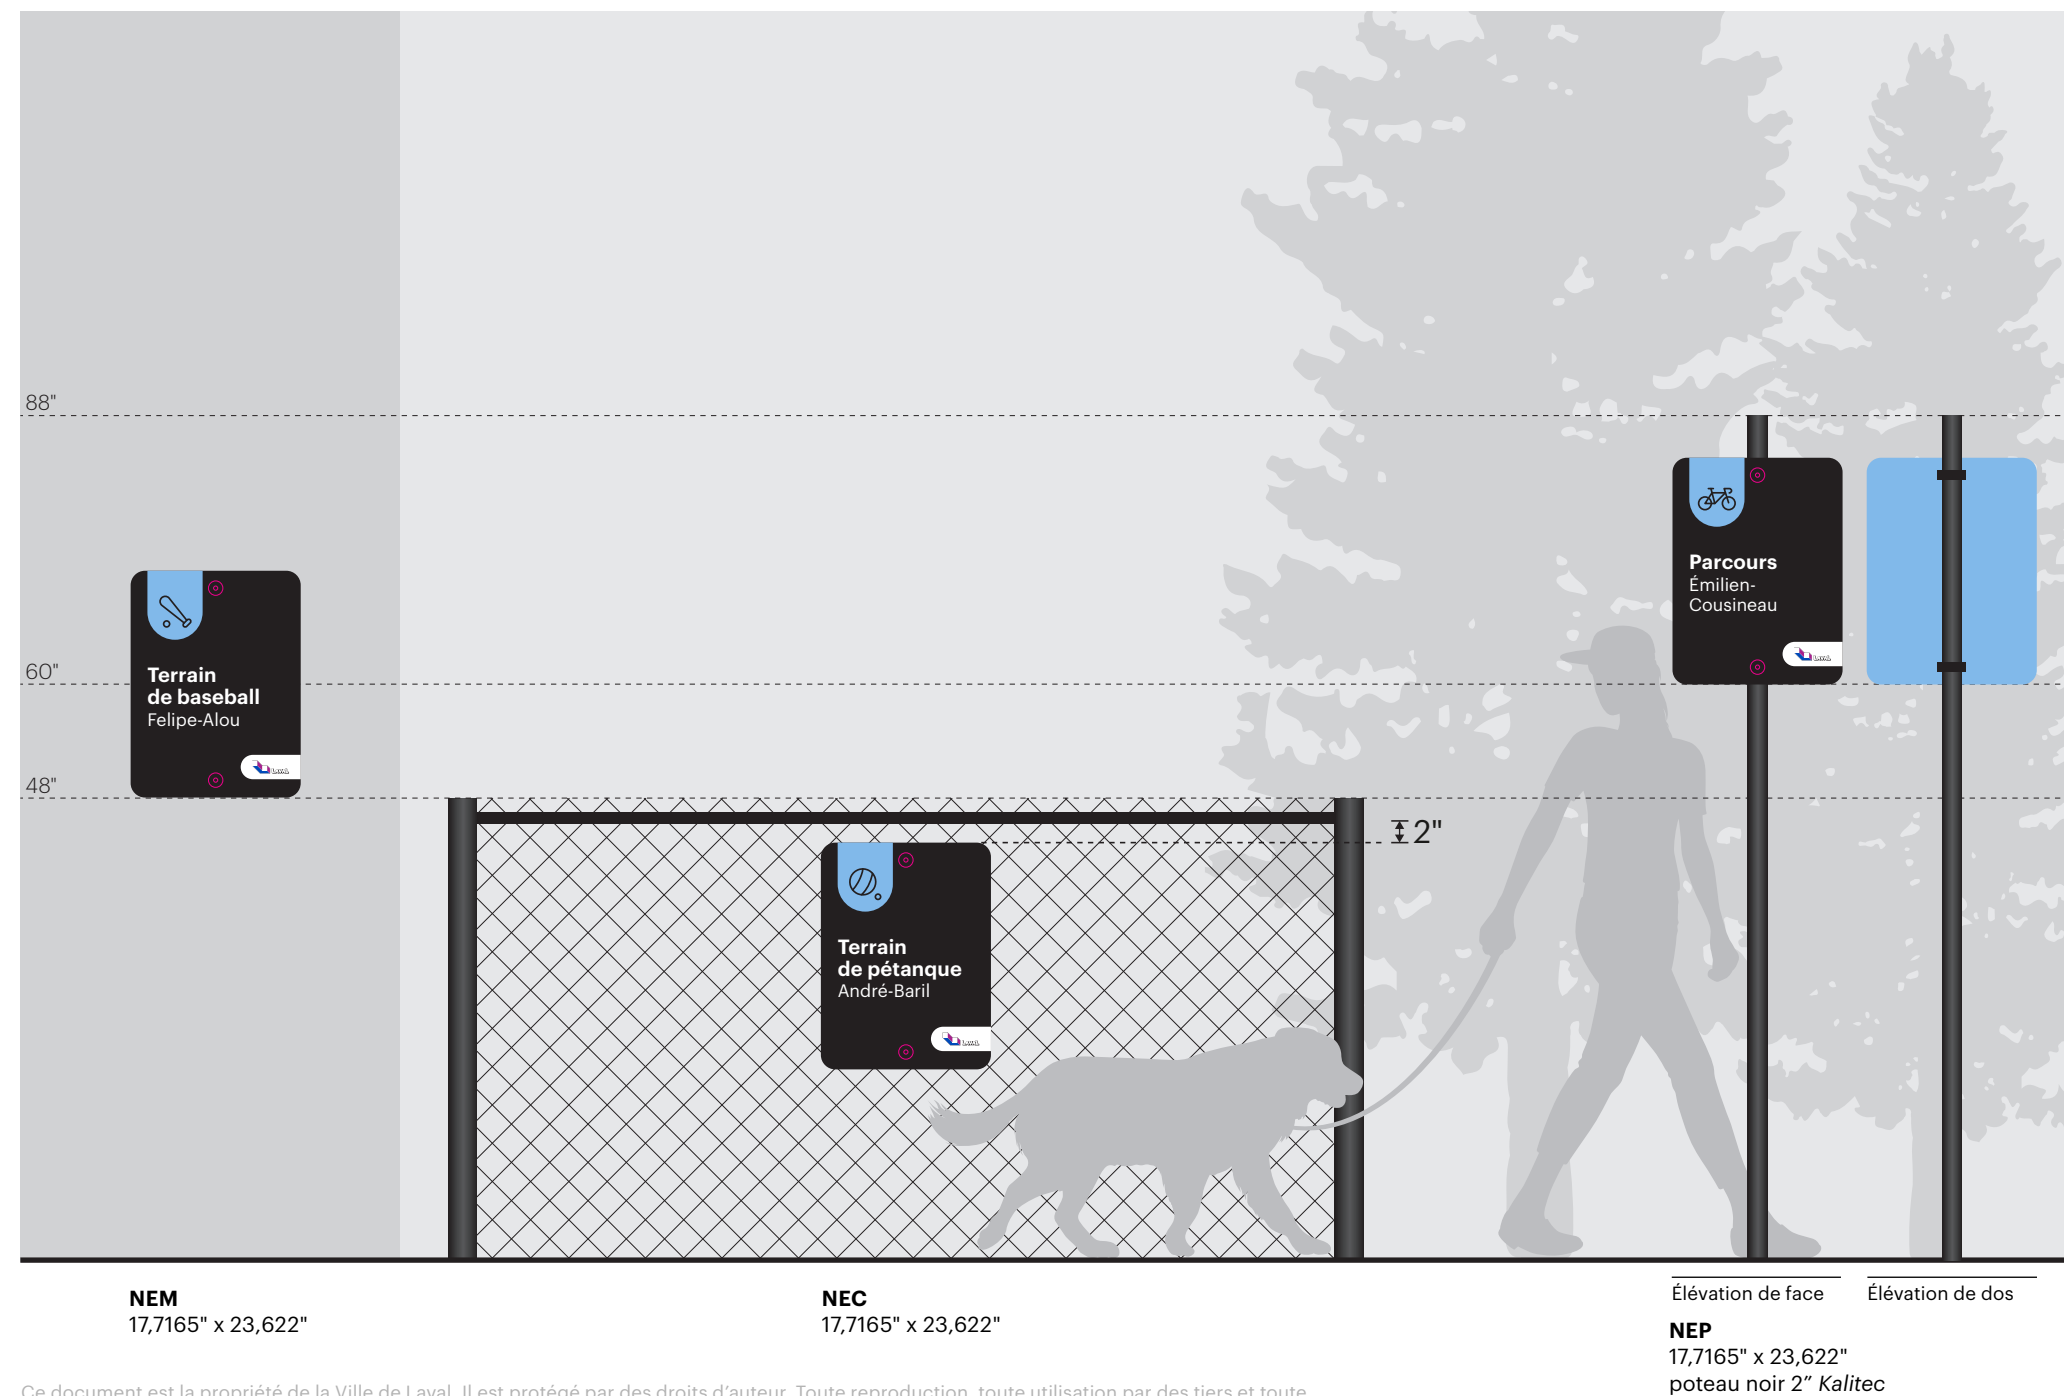 88"
60"
48"
Terrain
de baseball
Felipe-Alou
LAVAL
2"
Terrain
de pétanque
André-Baril
LAVAL
Parcours
Émilien-
Cousineau
LAVAL
NEM
17,7165" x 23,622"
NEC
17,7165" x 23,622"
Élévation de face
Élévation de dos
NEP
17,7165" x 23,622"
poteau noir 2” Kalitec
Ce document est la propriété de la Ville de Laval. Il est protégé par des droits d’auteur. Toute reproduction, toute utilisation par des tiers et toute